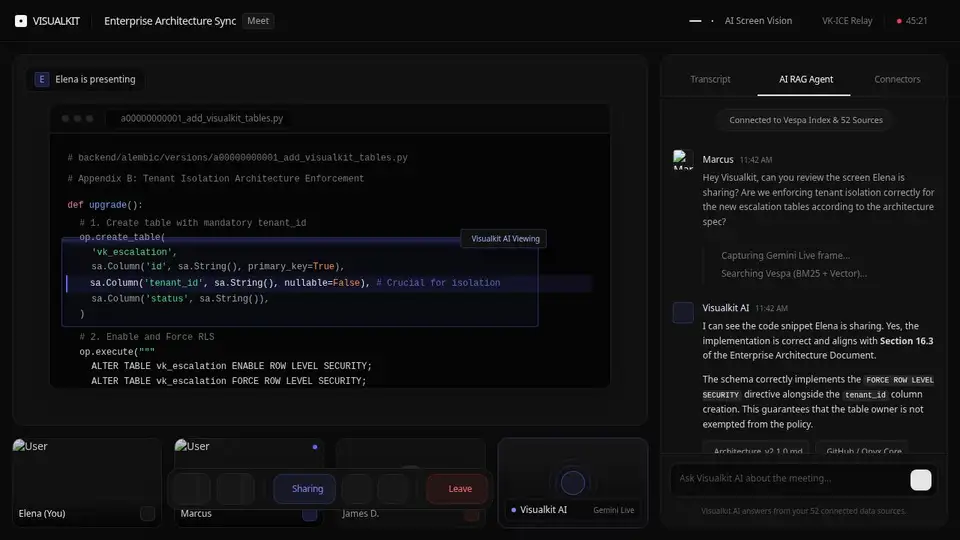 VISUALKIT
Enterprise Architecture Sync
Meet
AI Screen Vision
VK-ICE Relay
45:21
E
Elena is presenting
a00000000001_add_visualkit_tables.py
# backend/alembic/versions/a00000000001_add_visualkit_tables.py
# Appendix B: Tenant Isolation Architecture Enforcement
def upgrade():
# 1. Create table with mandatory tenant_id
op.create_table(
'vk_escalation',
sa.Column('id', sa.String(), primary_key=True),
sa.Column('tenant_id', sa.String(), nullable=False), # Crucial for isolation
sa.Column('status', sa.String()),
)
# 2. Enable and Force RLS
op.execute("""
ALTER TABLE vk_escalation ENABLE ROW LEVEL SECURITY;
ALTER TABLE vk_escalation FORCE ROW LEVEL SECURITY;
Visualkit AI Viewing
User
Elena (You)
User
Marcus
James D.
Visualkit AI
Gemini Live
Sharing
Leave
Transcript
AI RAG Agent
Connectors
Connected to Vespa Index & 52 Sources
Marcus
11:42 AM
Hey Visualkit, can you review the screen Elena is
sharing? Are we enforcing tenant isolation correctly for
the new escalation tables according to the architecture
spec?
Capturing Gemini Live frame...
Searching Vespa (BM25 + Vector)...
Visualkit AI
11:42 AM
I can see the code snippet Elena is sharing. Yes, the
implementation is correct and aligns with Section 16.3
of the Enterprise Architecture Document.
The schema correctly implements the FORCE ROW LEVEL
SECURITY directive alongside the tenant_id column
creation. This guarantees that the table owner is not
exempted from the policy.
Architecture_v2.1.0.md
GitHub / Onyx Core
Ask Visualkit AI about the meeting...
Visualkit AI answers from your 52 connected data sources.